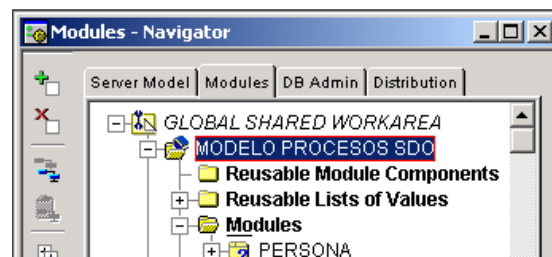 Modules - Navigator
Server Model Modules DB Admin Distribution
GLOBAL SHARED WORKAREA
MODELO PROCESOS SDO
Reusable Module Components
Reusable Lists of Values
Modules
PERSONA